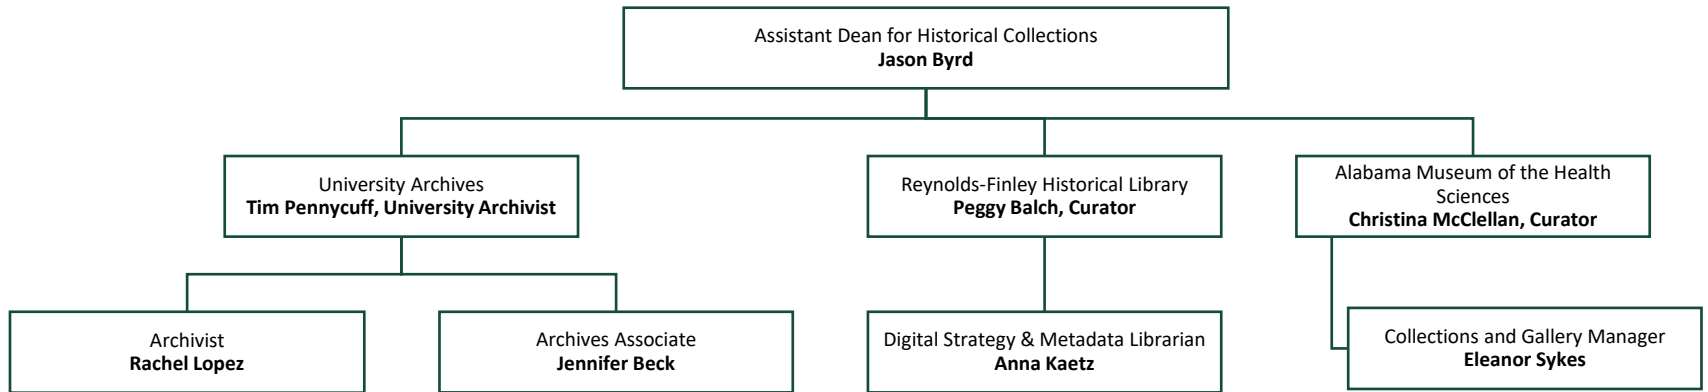 Assistant Dean for Historical Collections
Jason Byrd
University Archives
Tim Pennycuff, University Archivist
Reynolds-Finley Historical Library
Peggy Balch, Curator
Alabama Museum of the Health
Sciences
Christina McClellan, Curator
Archivist
Rachel Lopez
Archives Associate
Jennifer Beck
Digital Strategy & Metadata Librarian
Anna Kaetz
Collections and Gallery Manager
Eleanor Sykes